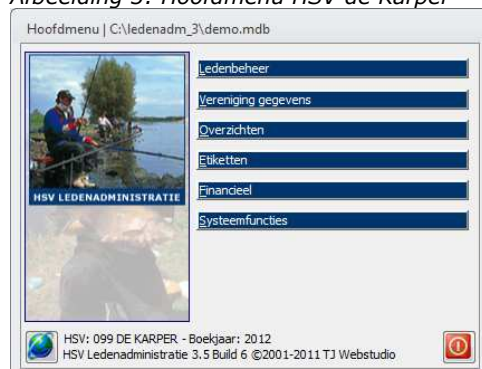 Afbeelding 3: Hoofdmenu HSV de Karper
Hoofdmenu | C:\ledenadm_3\demo.mdb
Ledenbeheer
Vereniging gegevens
Overzichten
Etiketten
Financieel
Systeemfuncties
HSV LEDENADMINISTRATIE
HSV: 099 DE KARPER - Boekjaar: 2012
HSV Ledenadministratie 3.5 Build 6 ©2001-2011 TJ Webstudio